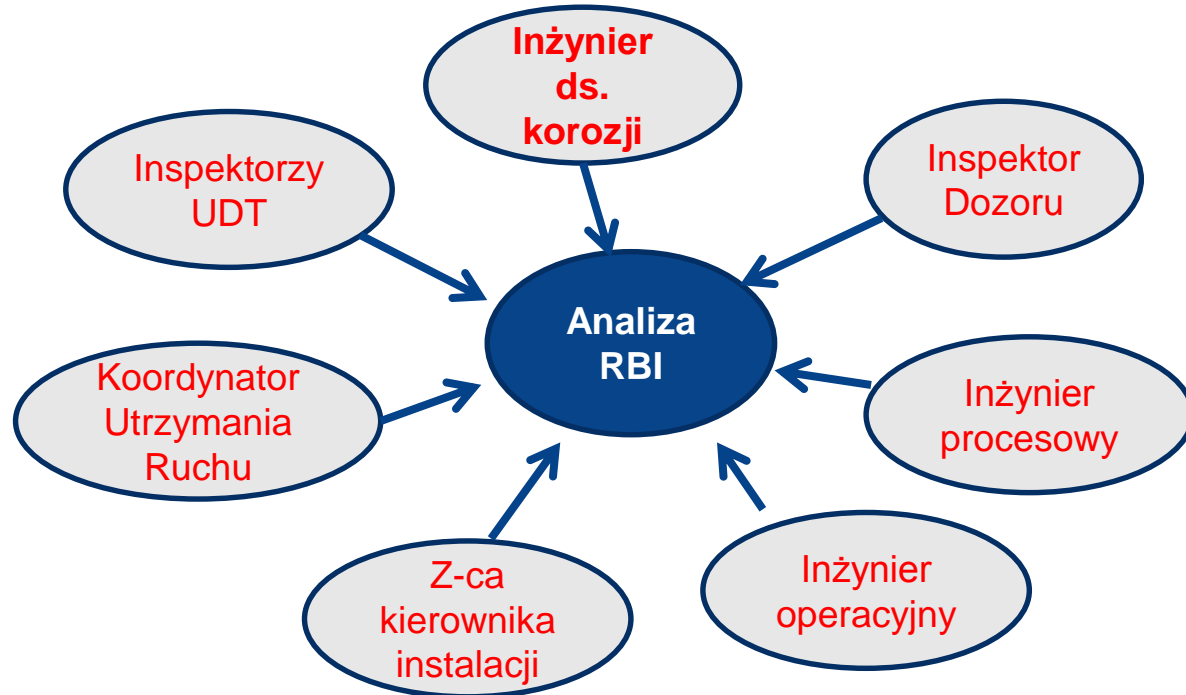 Inżynier
ds.
korozji
Inspektorzy
UDT
Inspektor
Dozoru
Analiza
RBI
Koordynator
Utrzymania
Ruchu
Inżynier
procesowy
Z-ca
kierownika
instalacji
Inżynier
operacyjny